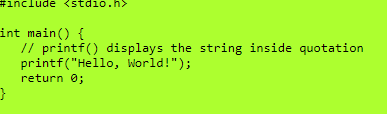 #include <stdio.h>
int main() {
// printf() displays the string inside quotation
printf("Hello, World!");
return 0;
}